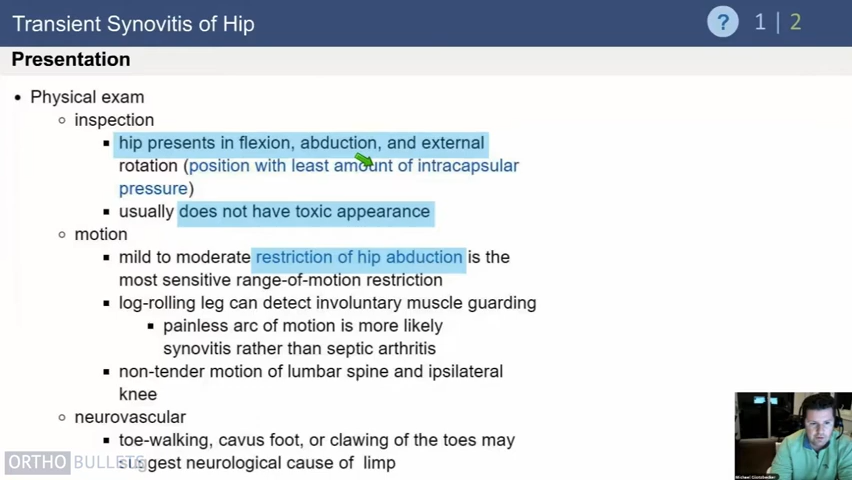 Transient Synovitis of Hip
? 1 | 2
Presentation
• Physical exam
○ inspection
▪ hip presents in flexion, abduction, and external
rotation (position with least amount of intracapsular
pressure)
▪ usually does not have toxic appearance
○ motion
▪ mild to moderate restriction of hip abduction is the
most sensitive range-of-motion restriction
▪ log-rolling leg can detect involuntary muscle guarding
▪ painless arc of motion is more likely
synovitis rather than septic arthritis
▪ non-tender motion of lumbar spine and ipsilateral
knee
○ neurovascular
▪ toe-walking, cavus foot, or clawing of the toes may
suggest neurological cause of limp
ORTHOBULLETS